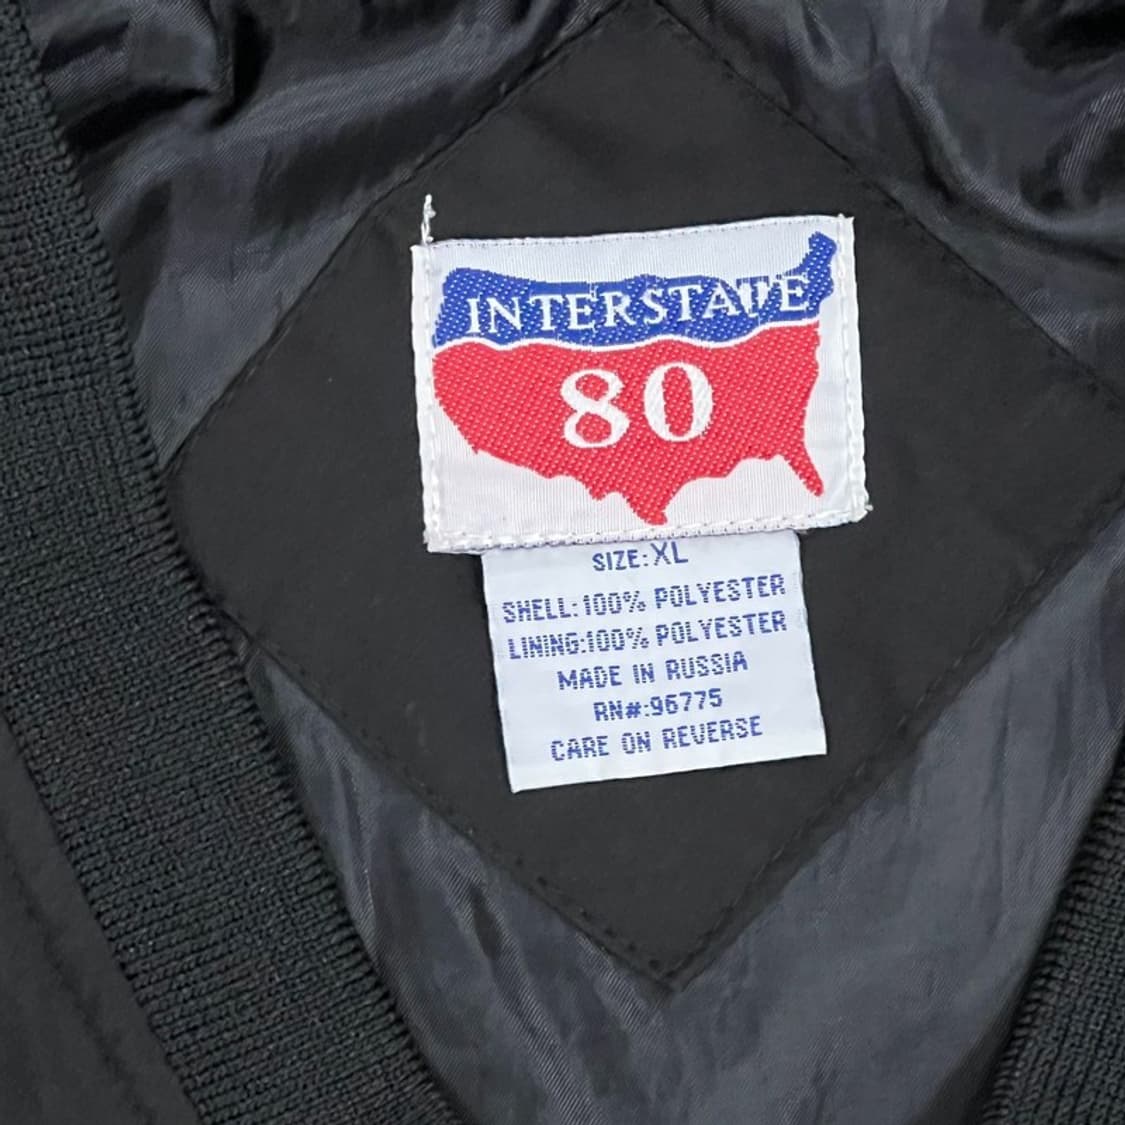 INTERSTATE
80
SIZE:XL
SHELL:100% POLYESTER
LINING:100% POLYESTER
MADE IN RUSSIA
RN#:96775
CARE ON REVERSE